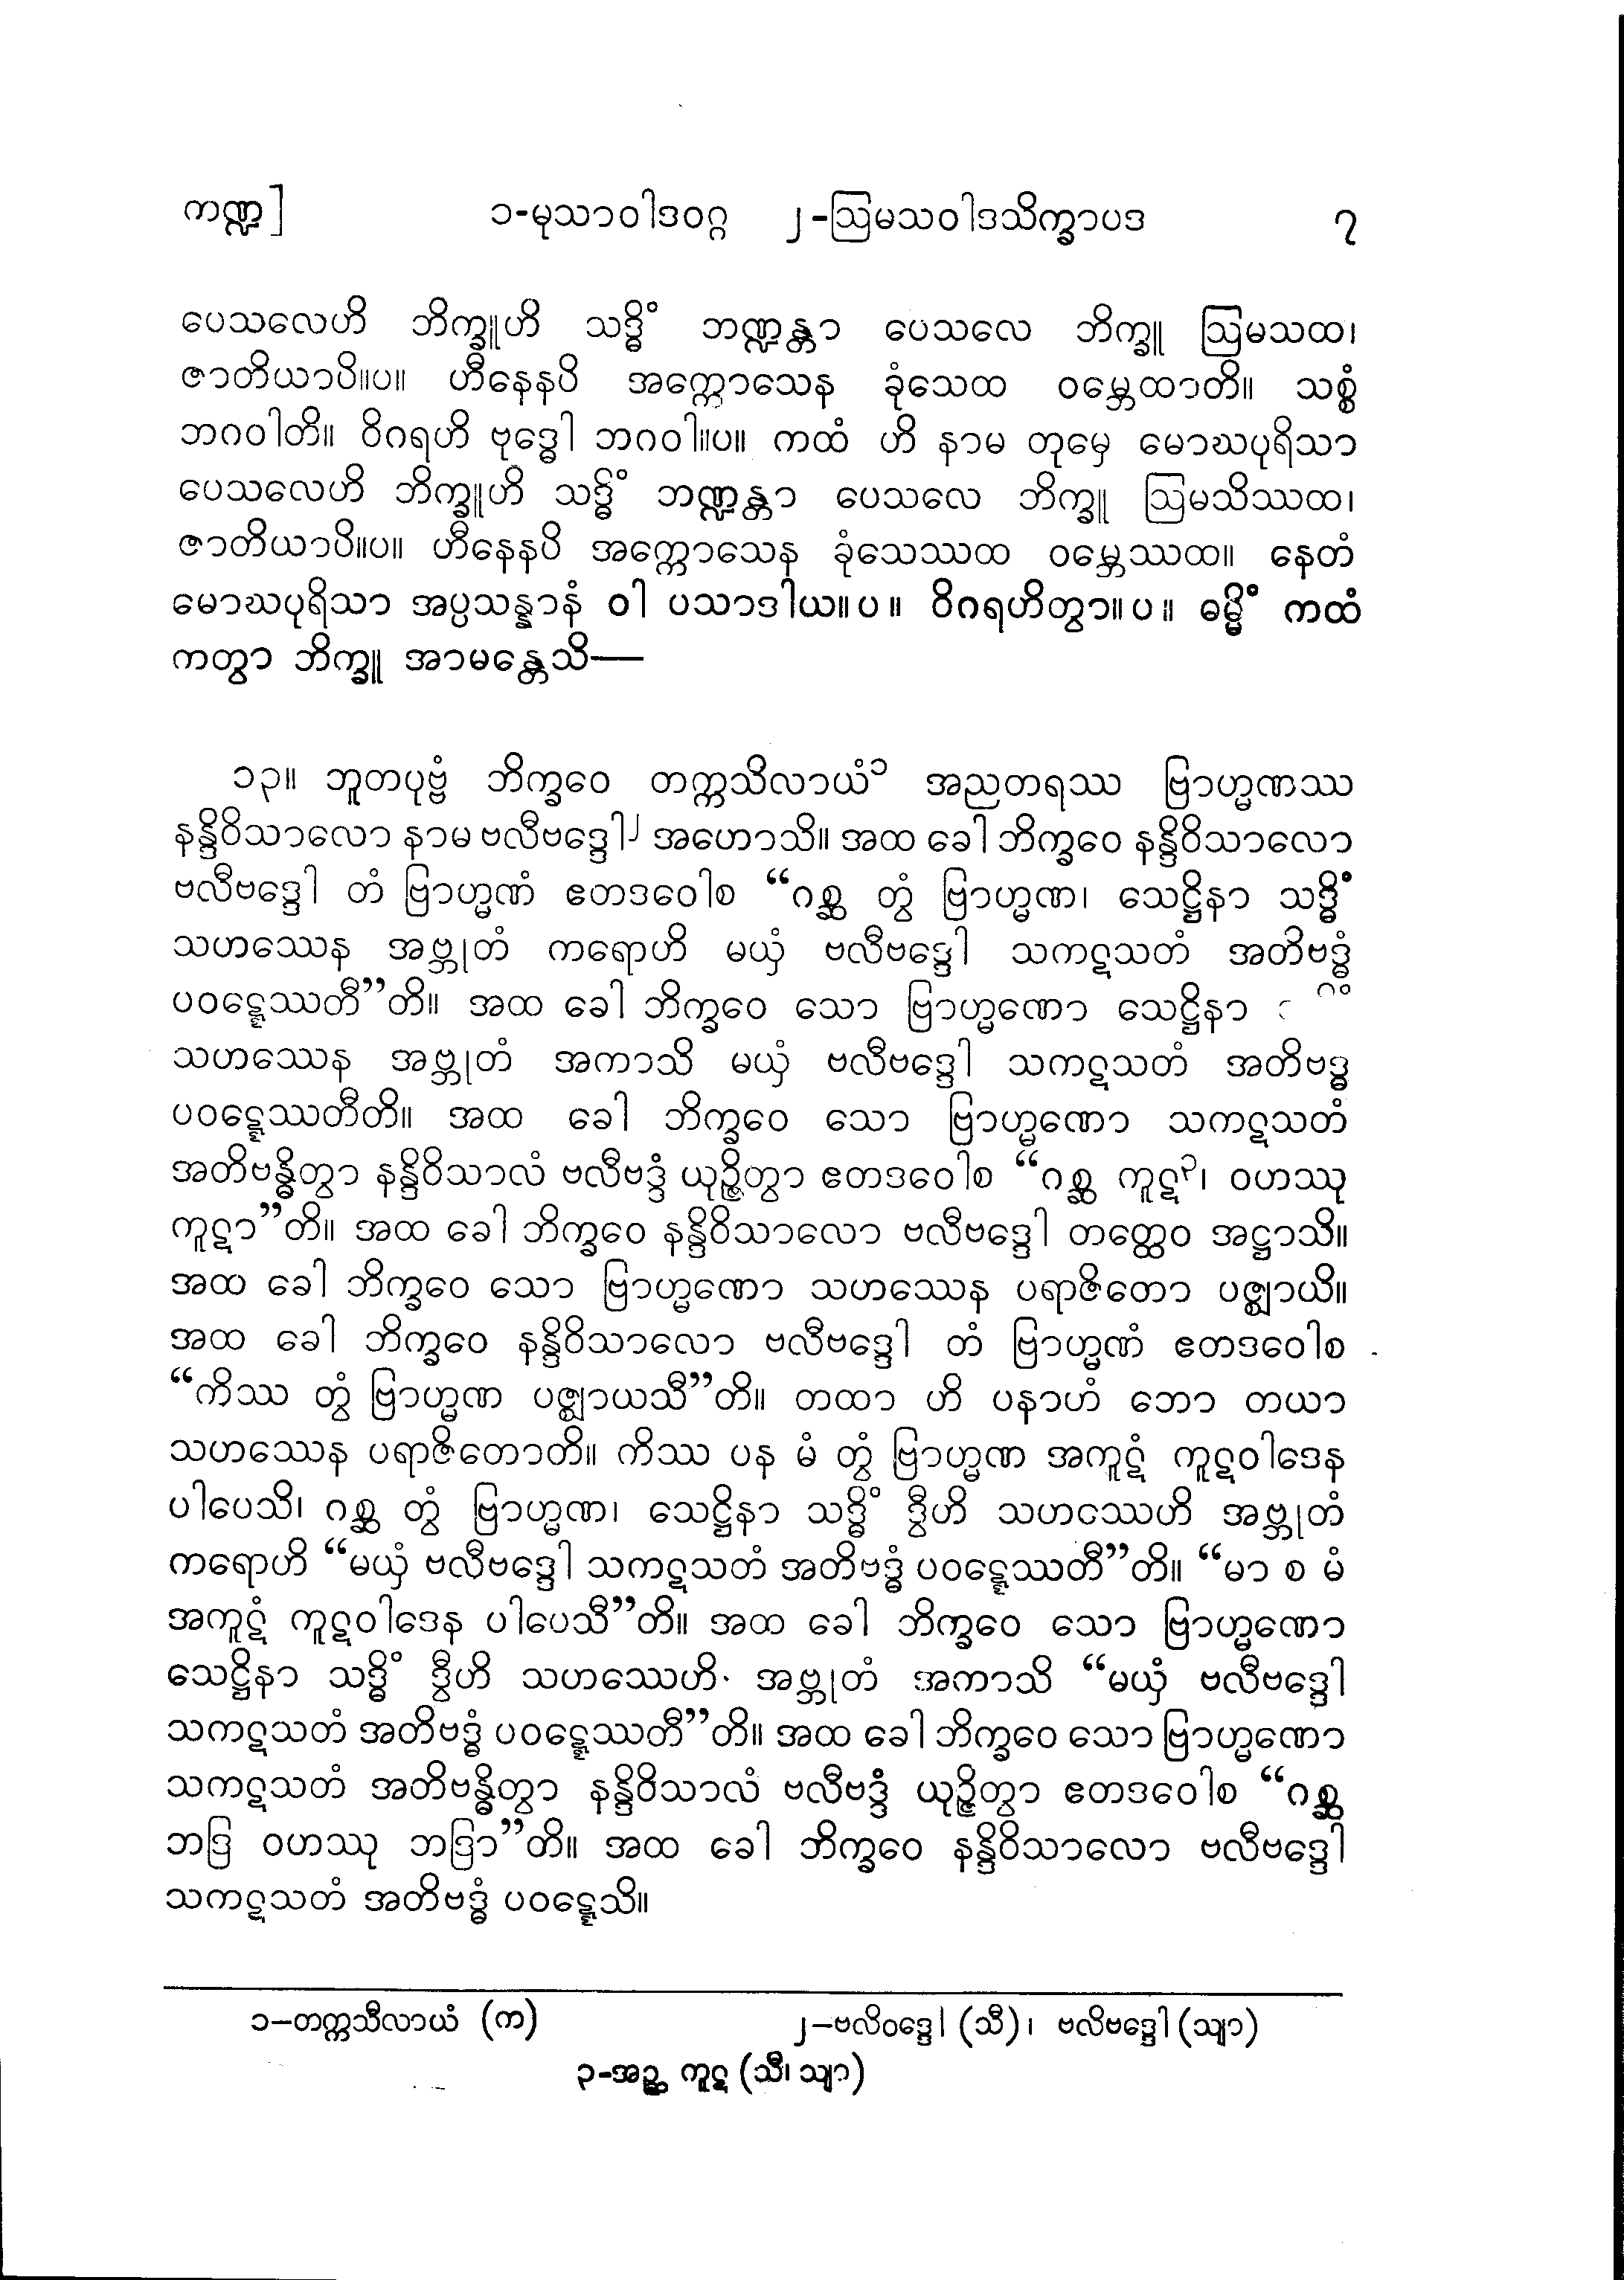 ကဏ္ဍ] ၁-မုသာဝါဒဝဂ္ဂ ၂-ဩမသဝါဒသိက္ခာပဒ ၇
ပေသလေဟိ ဘိက္ခူဟိ သဒ္ဓိံ ဘဏ္ဍန္တာ ပေသလေ ဘိက္ခူ ဩမသထ၊
ဇာတိယာပိ။ပ။ ဟီနေနပိ အက္ကောသေန ခုံသေထ ဝမ္ဘေထာတိ။ သစ္စံ
ဘဂဝါတိ။ ဝိဂရဟိ ဗုဒ္ဓေါ ဘဂဝါ။ပ။ ကထံ ဟိ နာမ တုမှေ မောဃပုရိသာ
ပေသလေဟိ ဘိက္ခူဟိ သဒ္ဓိံ ဘဏ္ဍန္တာ ပေသလေ ဘိက္ခူ ဩမသိဿထ၊
ဇာတိယာပိ။ပ။ ဟီနေနပိ အက္ကောသေန ခုံသေဿထ ဝမ္ဘေဿထ။ နေတံ
မောဃပုရိသာ အပ္ပသန္နာနံ ဝါ ပသာဒါယ။ပ။ ဝိဂရဟိတွာ။ပ။ ဓမ္မိံ ကထံ
ကတွာ ဘိက္ခူ အာမန္တေသိ—
၁၃။ ဘူတပုဗ္ဗံ ဘိက္ခဝေ တက္ကသိလာယံ၁ အညတရဿ ဗြာဟ္မဏဿ
နန္ဒိဝိသာလော နာမ ဗလီဗဒ္ဒေါ၂ အဟောသိ။ အထ ခေါ ဘိက္ခဝေ နန္ဒိဝိသာလော
ဗလီဗဒ္ဒေါ တံ ဗြာဟ္မဏံ ဧတဒဝေါစ “ဂစ္ဆ တွံ ဗြာဟ္မဏ၊ သေဋ္ဌိနာ သဒ္ဓိံ
သဟဿေန အဗ္ဘုတံ ကရောဟိ မယှံ ဗလီဗဒ္ဒေါ သကဋသတံ အတိဗဒ္ဓံ
ပဝဋ္ဋေဿတီ”တိ။ အထ ခေါ ဘိက္ခဝေ သော ဗြာဟ္မဏော သေဋ္ဌိနာ
သဟဿေန အဗ္ဘုတံ အကာသိ မယှံ ဗလီဗဒ္ဒေါ သကဋသတံ အတိဗဒ္ဓ
ပဝဋ္ဋေဿတီတိ။ အထ ခေါ ဘိက္ခဝေ သော ဗြာဟ္မဏော သကဋသတံ
အတိဗန္ဓိတွာ နန္ဒိဝိသာလံ ဗလီဗဒ္ဒံ ယုဉ္ဇိတွာ ဧတဒဝေါစ “ဂစ္ဆ ကူဋ၃၊ ဝဟဿု
ကူဋာ”တိ။ အထ ခေါ ဘိက္ခဝေ နန္ဒိဝိသာလော ဗလီဗဒ္ဒေါ တတ္ထေဝ အဋ္ဌာသိ။
အထ ခေါ ဘိက္ခဝေ သော ဗြာဟ္မဏော သဟဿေန ပရာဇိတော ပဇ္ဈာယိ။
အထ ခေါ ဘိက္ခဝေ နန္ဒိဝိသာလော ဗလီဗဒ္ဒေါ တံ ဗြာဟ္မဏံ ဧတဒဝေါစ
“ကိဿ တွံ ဗြာဟ္မဏ ပဇ္ဈာယသီ”တိ။ တထာ ဟိ ပနာဟံ ဘော တယာ
သဟဿေန ပရာဇိတောတိ။ ကိဿ ပန မံ တွံ ဗြာဟ္မဏ အကူဋံ ကူဋဝါဒေန
ပါပေသိ၊ ဂစ္ဆ တွံ ဗြာဟ္မဏ၊ သေဋ္ဌိနာ သဒ္ဓိံ ဒွီဟိ သဟဿေဟိ အဗ္ဘုတံ
ကရောဟိ “မယှံ ဗလီဗဒ္ဒေါ သကဋသတံ အတိဗဒ္ဓံ ပဝဋ္ဋေဿတီ”တိ။ “မာ စ မံ
အကူဋံ ကူဋဝါဒေန ပါပေသီ”တိ။ အထ ခေါ ဘိက္ခဝေ သော ဗြာဟ္မဏော
သေဋ္ဌိနာ သဒ္ဓိံ ဒွီဟိ သဟဿေဟိ အဗ္ဘုတံ အကာသိ “မယှံ ဗလီဗဒ္ဒေါ
သကဋသတံ အတိဗဒ္ဓံ ပဝဋ္ဋေဿတီ”တိ။ အထ ခေါ ဘိက္ခဝေ သော ဗြာဟ္မဏော
သကဋသတံ အတိဗန္ဓိတွာ နန္ဒိဝိသာလံ ဗလီဗဒ္ဒံ ယုဉ္ဇိတွာ ဧတဒဝေါစ “ဂစ္ဆ
ဘဒြ ဝဟဿု ဘဒြာ”တိ။ အထ ခေါ ဘိက္ခဝေ နန္ဒိဝိသာလော ဗလီဗဒ္ဒေါ
သကဋသတံ အတိဗဒ္ဓံ ပဝဋ္ဋေသိ။
၁–တက္ကသီလာယံ (က) ၂–ဗလိဝဒ္ဒေါ (သီ)၊ ဗလိဗဒ္ဒေါ (သျာ)
၃-အဉ္ဆ ကူဋ (သီ၊ သျာ)